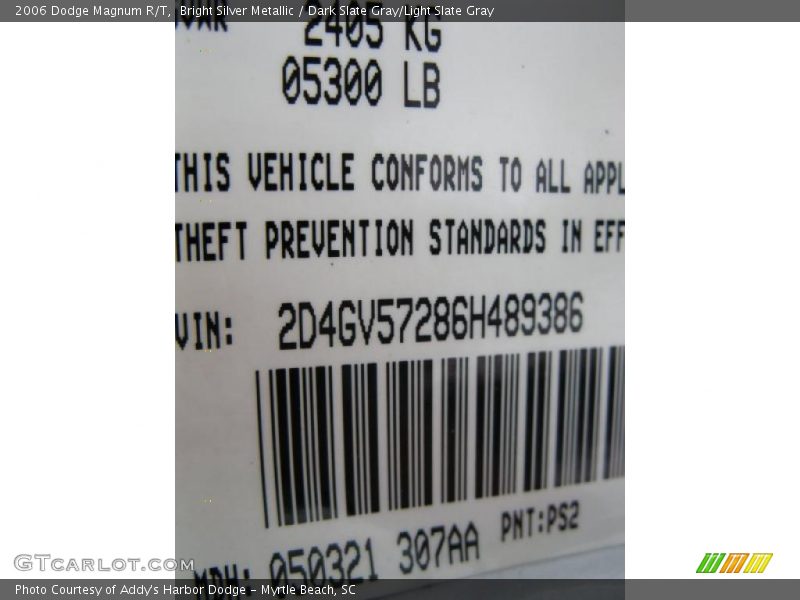 2006 Dodge Magnum R/T, Bright Silver Metallic / Dark Slate Gray/Light Slate Gray
2405 KG
05300 LB
THIS VEHICLE CONFORMS TO ALL APPL
THEFT PREVENTION STANDARDS IN EFF
VIN: 2D4GV57286H489386
MDH: 050321 307AA PNT:PS2
GTCARLOT.COM
Photo Courtesy of Addy's Harbor Dodge - Myrtle Beach, SC